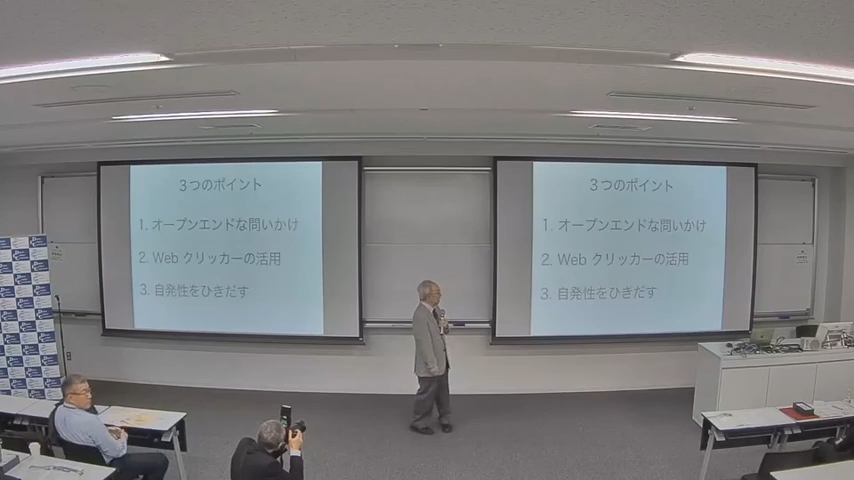 3つのポイント
1. オープンエンドな問いかけ
2. Web クリッカーの活用
3. 自発性をひきだす
3つのポイント
1. オープンエンドな問いかけ
2. Web クリッカーの活用
3. 自発性をひきだす